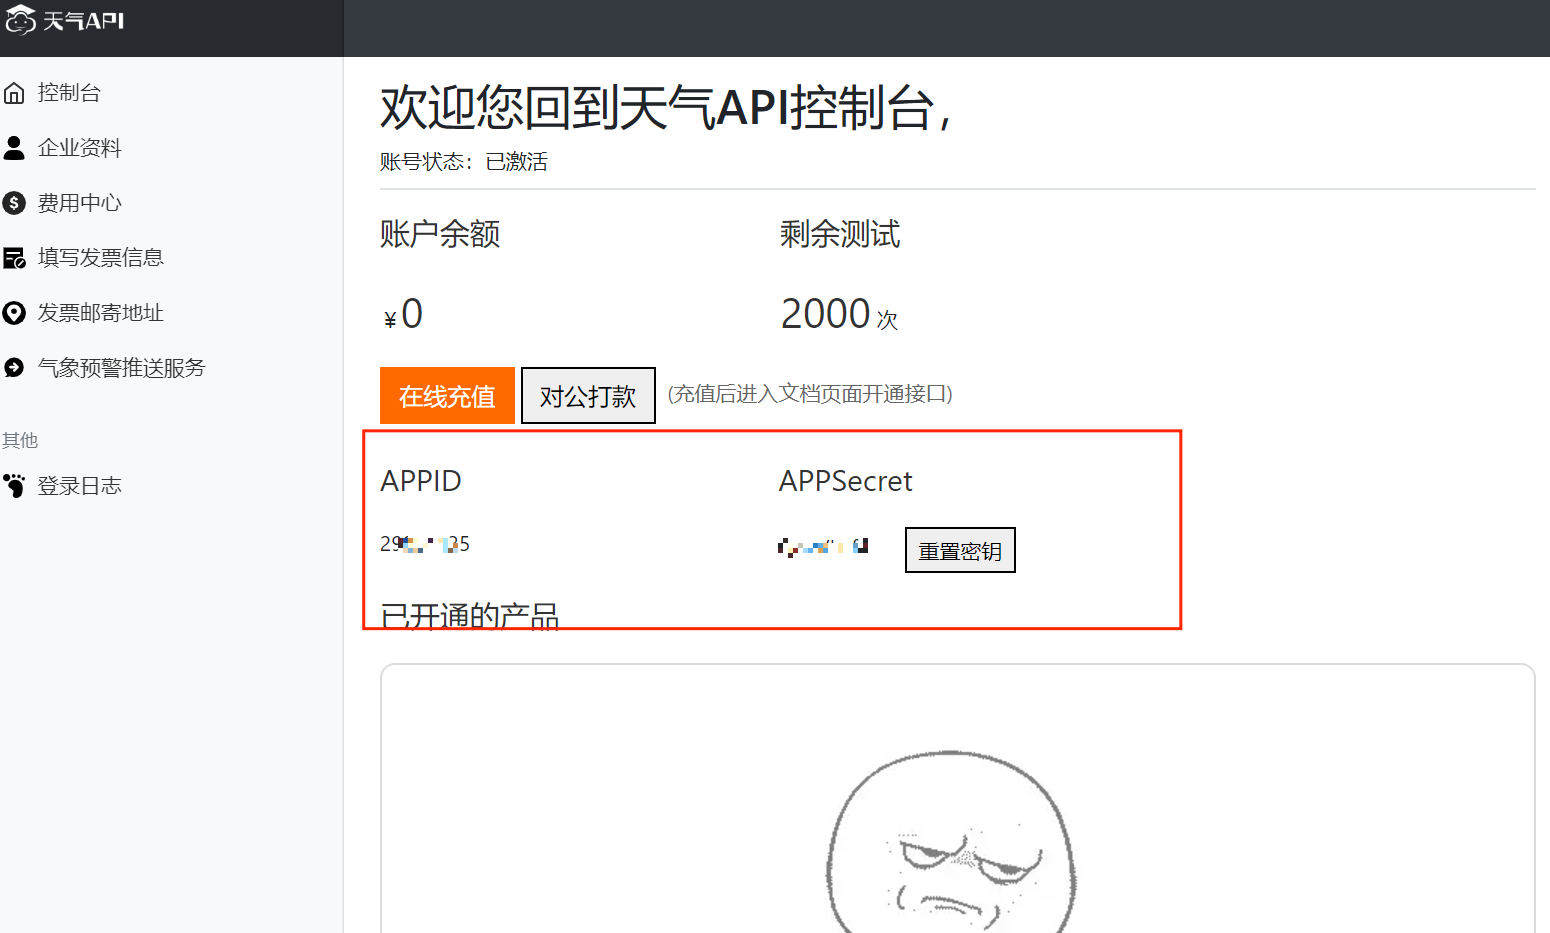 天气API
控制台
企业资料
费用中心
填写发票信息
发票邮寄地址
气象预警推送服务
其他
登录日志
欢迎您回到天气API控制台，
账号状态：已激活
账户余额
剩余测试
¥0
2000 次
在线充值
对公打款
(充值后进入文档页面开通接口)
APPID
APPSecret
重置密钥
已开通的产品